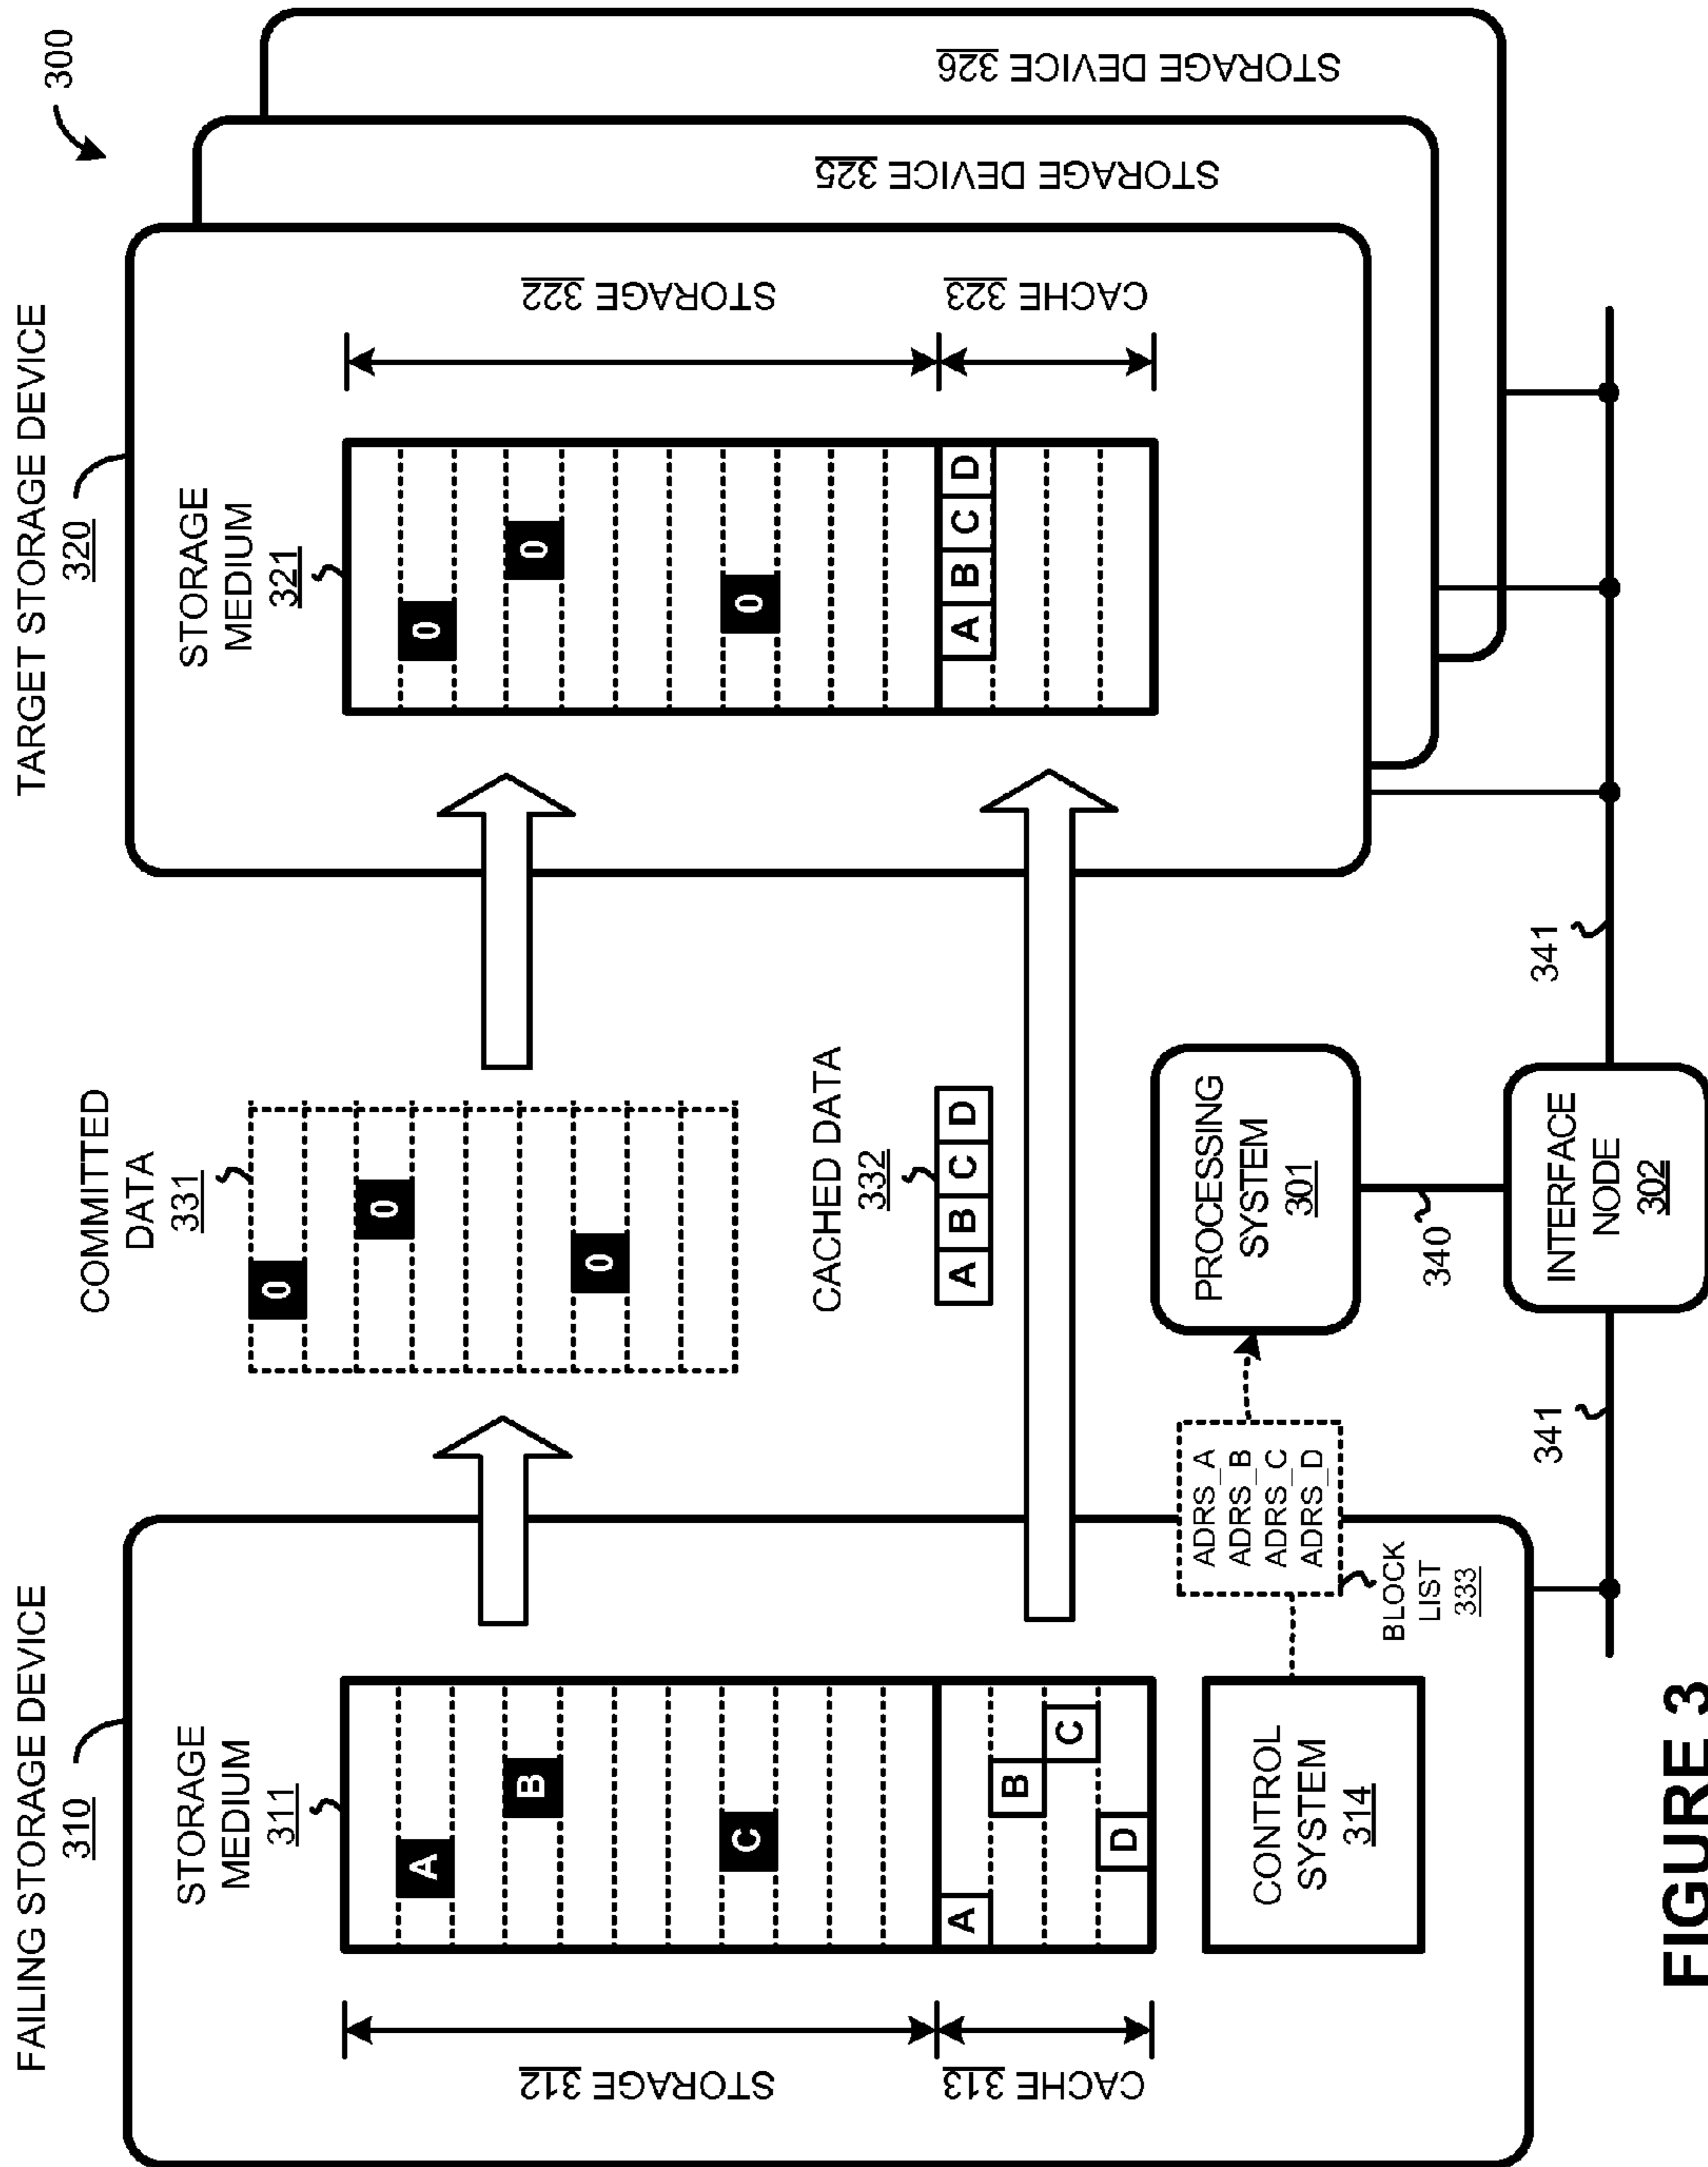 300
FAILING STORAGE DEVICE
310
STORAGE
MEDIUM
311
STORAGE 312
CACHE 313
A
B
C
A
B
C
D
CONTROL
SYSTEM
314
ADRS_A
ADRS_B
ADRS_C
ADRS_D
BLOCK
LIST
333
COMMITTED
DATA
331
0
0
0
CACHED DATA
332
A B C D
PROCESSING
SYSTEM
301
340
INTERFACE
NODE
302
341
341
TARGET STORAGE DEVICE
320
STORAGE
MEDIUM
321
0
0
0
A B C D
STORAGE 322
CACHE 323
STORAGE DEVICE 325
STORAGE DEVICE 326
FIGURE 3